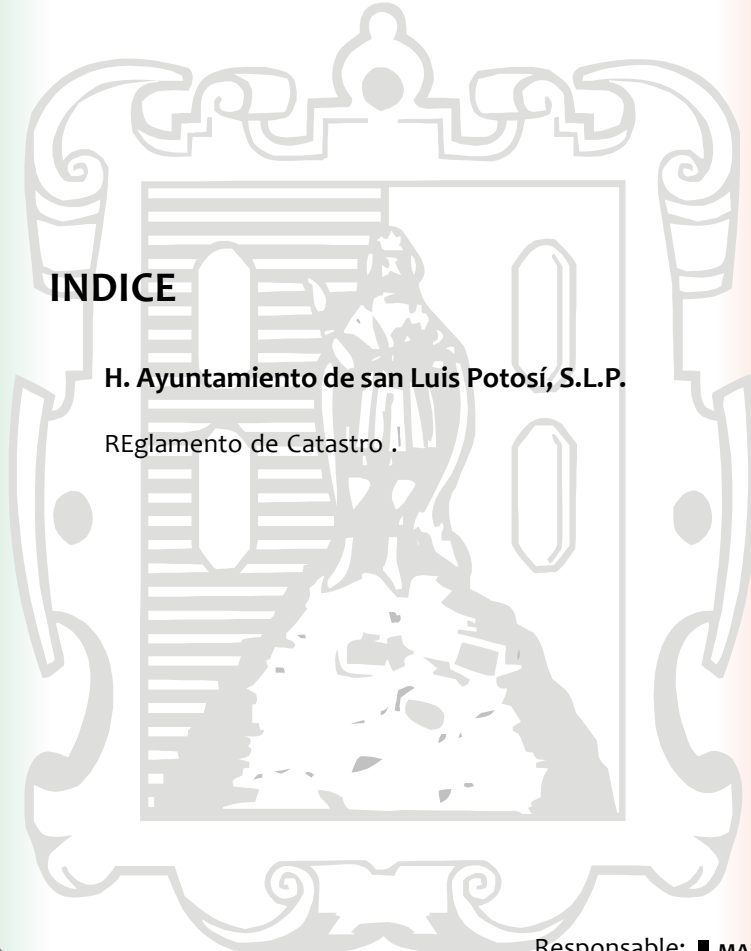 INDICE
H. Ayuntamiento de san Luis Potosí, S.L.P.
REglamento de Catastro .
Responsable: